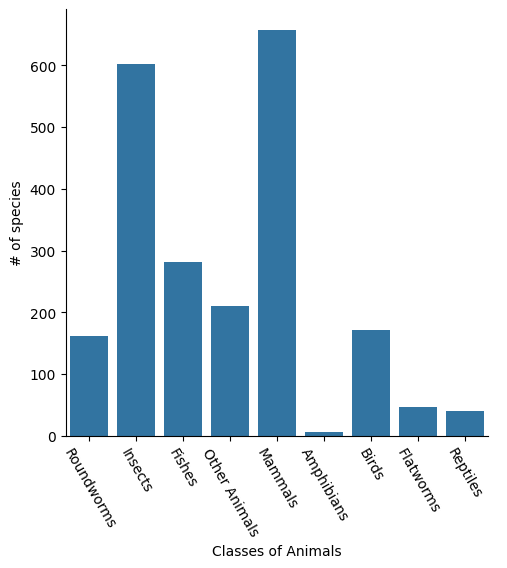 600
500
400
300
200
100
0
# of species
Roundworms
Insects
Fishes
Other Animals
Mammals
Amphibians
Birds
Flatworms
Reptiles
Classes of Animals